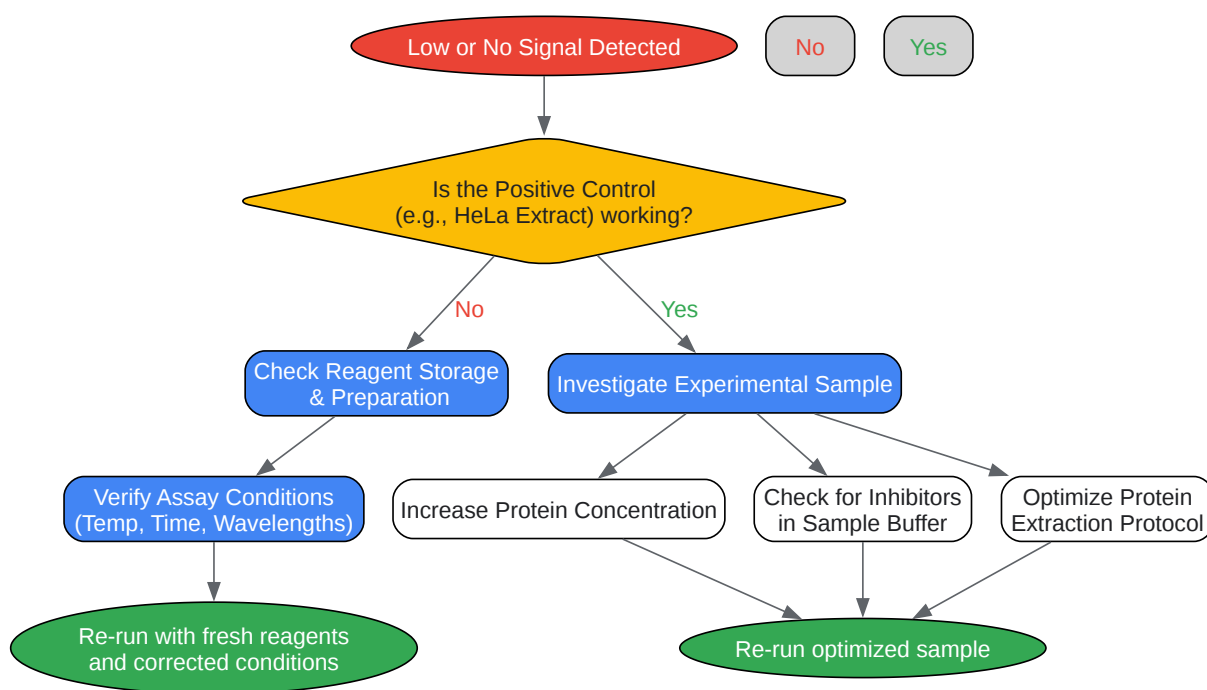 Low or No Signal Detected
No
Yes
Is the Positive Control
(e.g., HeLa Extract) working?
No
Yes
Check Reagent Storage
& Preparation
Investigate Experimental Sample
Verify Assay Conditions
(Temp, Time, Wavelengths)
Increase Protein Concentration
Check for Inhibitors
in Sample Buffer
Optimize Protein
Extraction Protocol
Re-run with fresh reagents
and corrected conditions
Re-run optimized sample